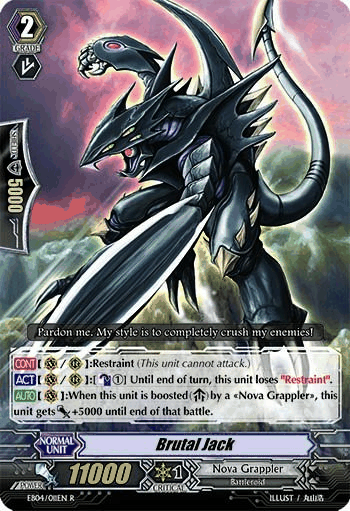 2
GRADE
SHIELD
5000
Pardon me. My style is to completely crush my enemies!
CONT [ / ]:Restraint (This unit cannot attack.)
ACT [ / ]:[ ①] Until end of turn, this unit loses "Restraint".
AUTO [ / ]:When this unit is boosted by a «Nova Grappler», this
unit gets +5000 until end of that battle.
NORMAL
UNIT
Brutal Jack
POWER
11000
1
CRITICAL
Nova Grappler
Battleroid
EB04/011EN R
ILLUST /